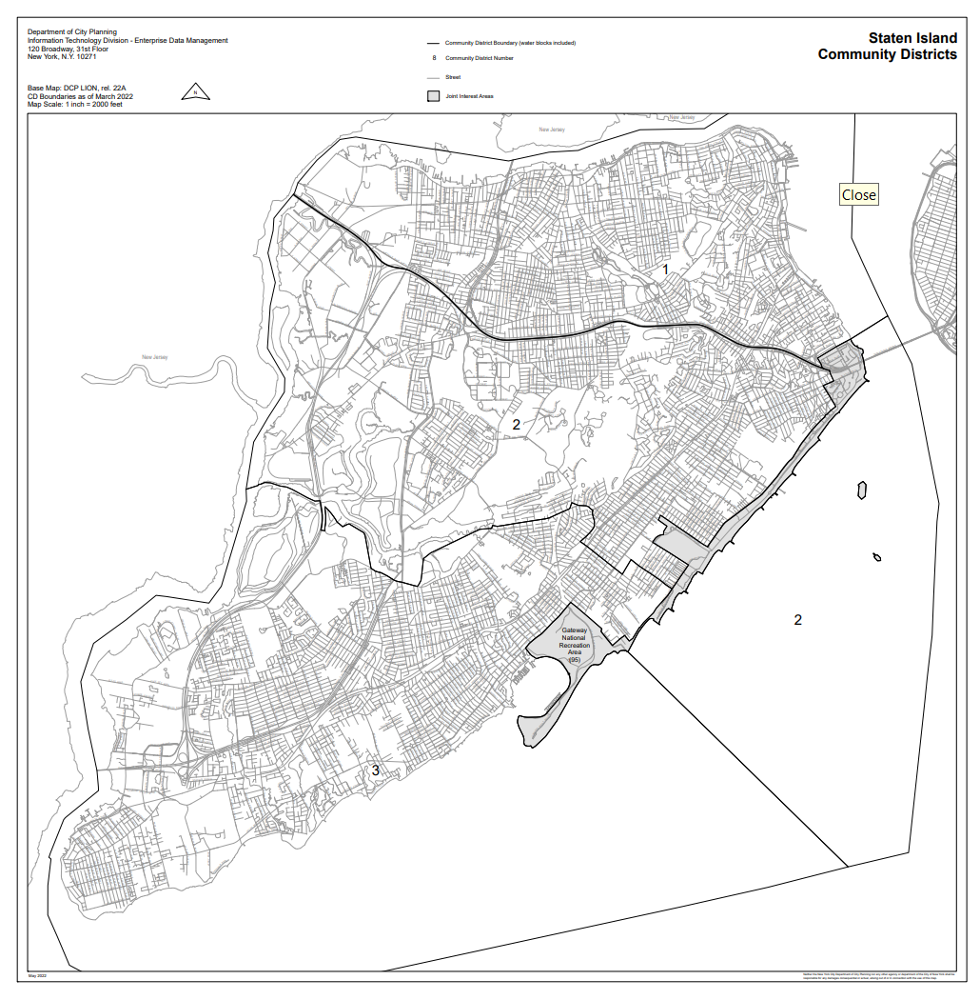 Department of City Planning
Information Technology Division - Enterprise Data Management
120 Broadway, 31st Floor
New York, N.Y. 10271
Base Map: DCP LION, rel. 22A
CD Boundaries as of March 2022
Map Scale: 1 inch = 2000 feet
N
Community District Boundary (water blocks included)
8 Community District Number
Street
Joint Interest Areas
Staten Island
Community Districts
New Jersey
New Jersey
Close
1
New Jersey
2
2
Gateway
National
Recreation
Area
(95)
3
May 2022